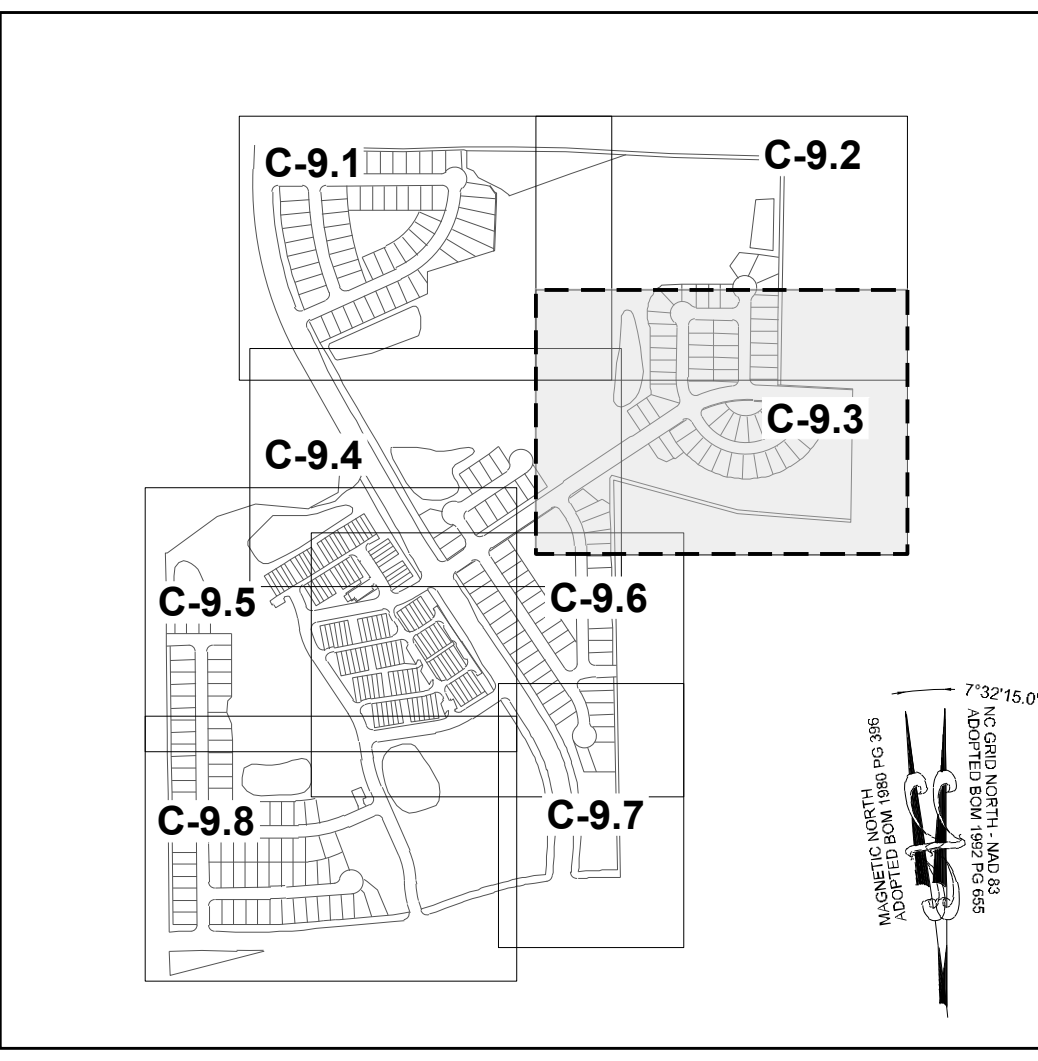 C-9.1
C-9.2
C-9.3
C-9.4
C-9.5
C-9.6
C-9.7
C-9.8
7°32'15.0"
NC GRID NORTH - NAD 83
ADOPTED BOM 1992 PG 655
MAGNETIC NORTH
ADOPTED BOM 1980 PG 396